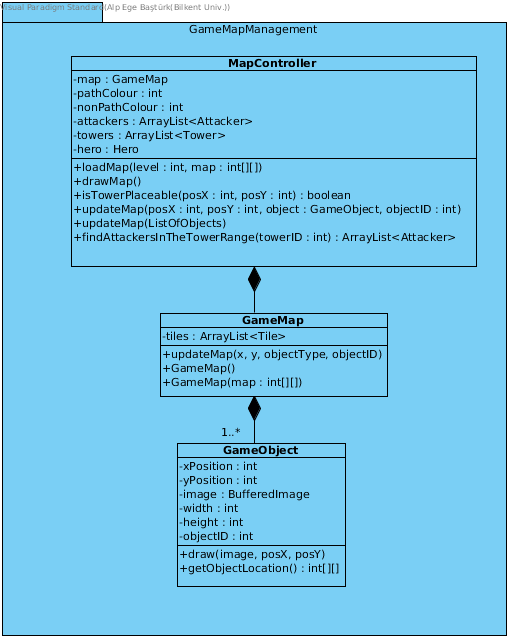 Visual Paradigm Standard(Alp Ege Baştürk(Bilkent Univ.))
GameMapManagement
MapController
-map : GameMap
-pathColour : int
-nonPathColour : int
-attackers : ArrayList<Attacker>
-towers : ArrayList<Tower>
-hero : Hero
+loadMap(level : int, map : int[][])
+drawMap()
+isTowerPlaceable(posX : int, posY : int) : boolean
+updateMap(posX : int, posY : int, object : GameObject, objectID : int)
+updateMap(ListOfObjects)
+findAttackersInTheTowerRange(towerID : int) : ArrayList<Attacker>
GameMap
-tiles : ArrayList<Tile>
+updateMap(x, y, objectType, objectID)
+GameMap()
+GameMap(map : int[][])
1..*
GameObject
-xPosition : int
-yPosition : int
-image : BufferedImage
-width : int
-height : int
-objectID : int
+draw(image, posX, posY)
+getObjectLocation() : int[][]